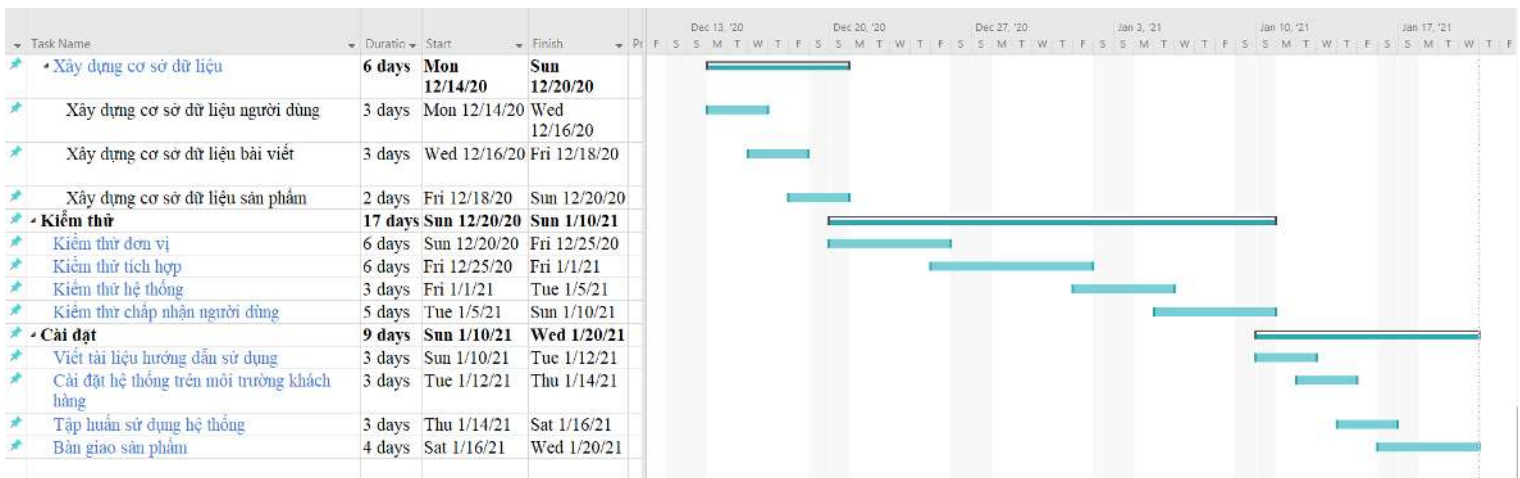 Dec 13, '20 Dec 20, '20 Dec 27, '20 Jan 3, '21 Jan 10, '21 Jan 17, '21
Task Name Duratio Start Finish Pr F S S M T W T F S S M T W T F S S M T W T F S S M T W T F S S M T W T F S S M T W T F
Xây dựng cơ sở dữ liệu 6 days Mon 12/14/20 Sun 12/20/20
Xây dựng cơ sở dữ liệu người dùng 3 days Mon 12/14/20 Wed 12/16/20
Xây dựng cơ sở dữ liệu bài viết 3 days Wed 12/16/20 Fri 12/18/20
Xây dựng cơ sở dữ liệu sản phẩm 2 days Fri 12/18/20 Sun 12/20/20
Kiểm thử 17 days Sun 12/20/20 Sun 1/10/21
Kiểm thử đơn vị 6 days Sun 12/20/20 Fri 12/25/20
Kiểm thử tích hợp 6 days Fri 12/25/20 Fri 1/1/21
Kiểm thử hệ thống 3 days Fri 1/1/21 Tue 1/5/21
Kiểm thử chấp nhận người dùng 5 days Tue 1/5/21 Sun 1/10/21
Cài đặt 9 days Sun 1/10/21 Wed 1/20/21
Viết tài liệu hướng dẫn sử dụng 3 days Sun 1/10/21 Tue 1/12/21
Cài đặt hệ thống trên môi trường khách hàng 3 days Tue 1/12/21 Thu 1/14/21
Tập huấn sử dụng hệ thống 3 days Thu 1/14/21 Sat 1/16/21
Bàn giao sản phẩm 4 days Sat 1/16/21 Wed 1/20/21